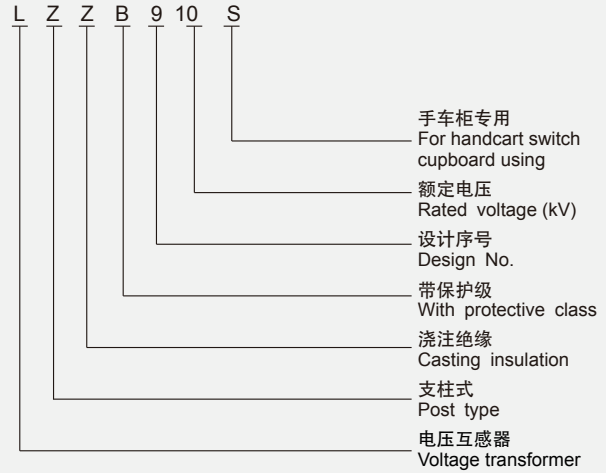 L Z Z B 9 10 S
手车柜专用
For handcart switch
cupboard using
额定电压
Rated voltage (kV)
设计序号
Design No.
带保护级
With protective class
浇注绝缘
Casting insulation
支柱式
Post type
电压互感器
Voltage transformer